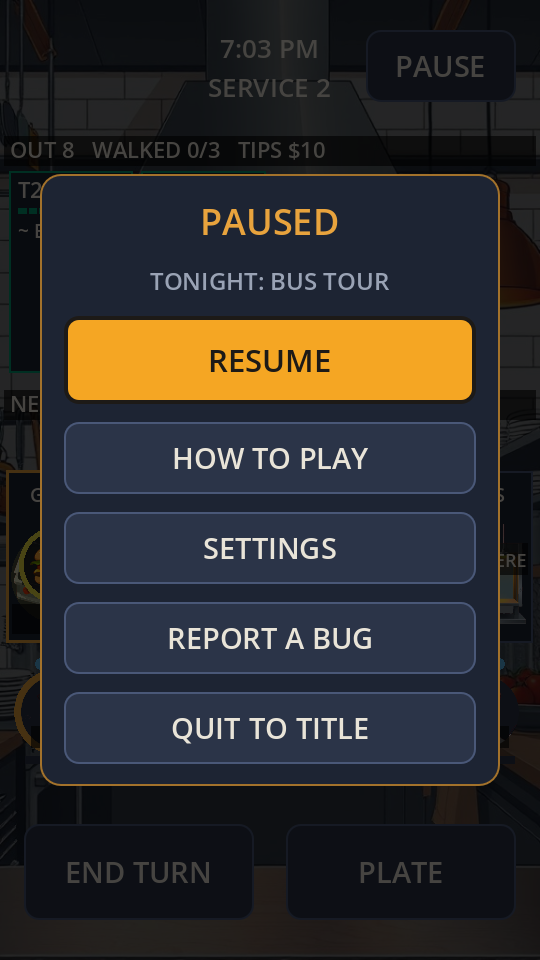 7:03 PM
SERVICE 2
PAUSE
OUT 8 WALKED 0/3 TIPS $10
T2
PAUSED
TONIGHT: BUS TOUR
RESUME
HOW TO PLAY
SETTINGS
REPORT A BUG
QUIT TO TITLE
END TURN
PLATE